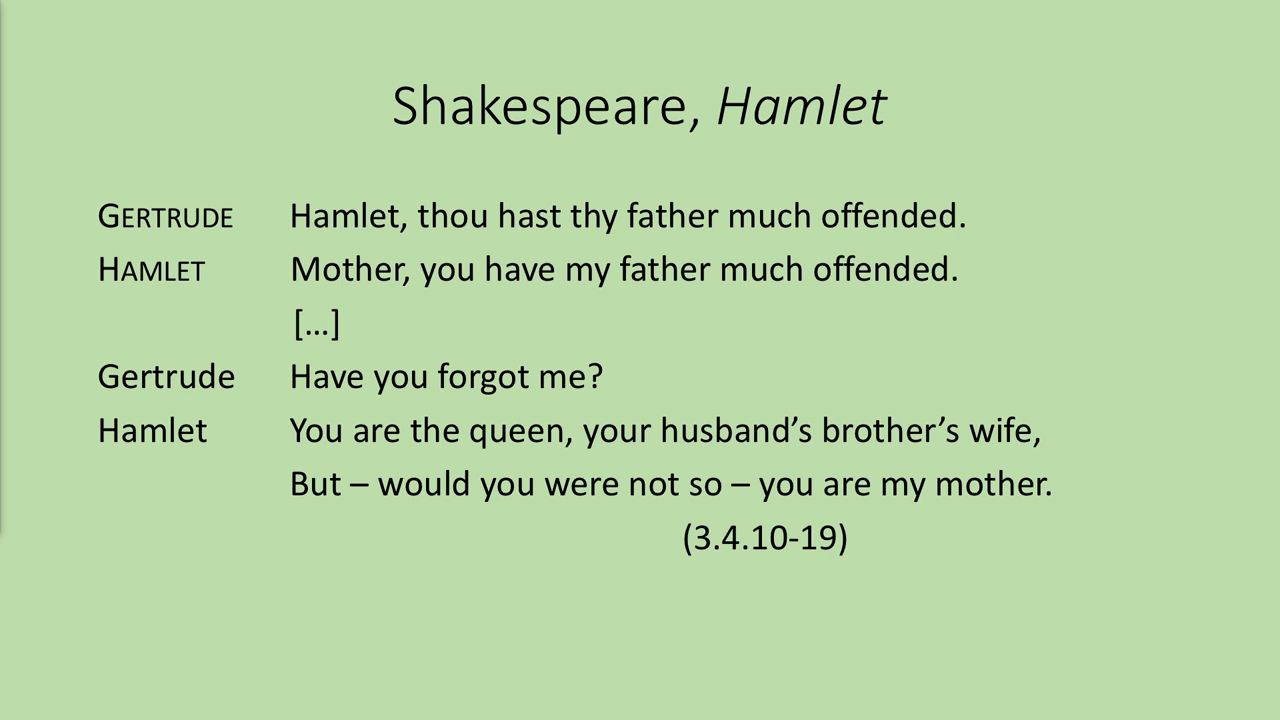 Shakespeare, Hamlet
GERTRUDE Hamlet, thou hast thy father much offended.
HAMLET Mother, you have my father much offended.
[…]
Gertrude Have you forgot me?
Hamlet You are the queen, your husband’s brother’s wife,
But – would you were not so – you are my mother.
(3.4.10-19)